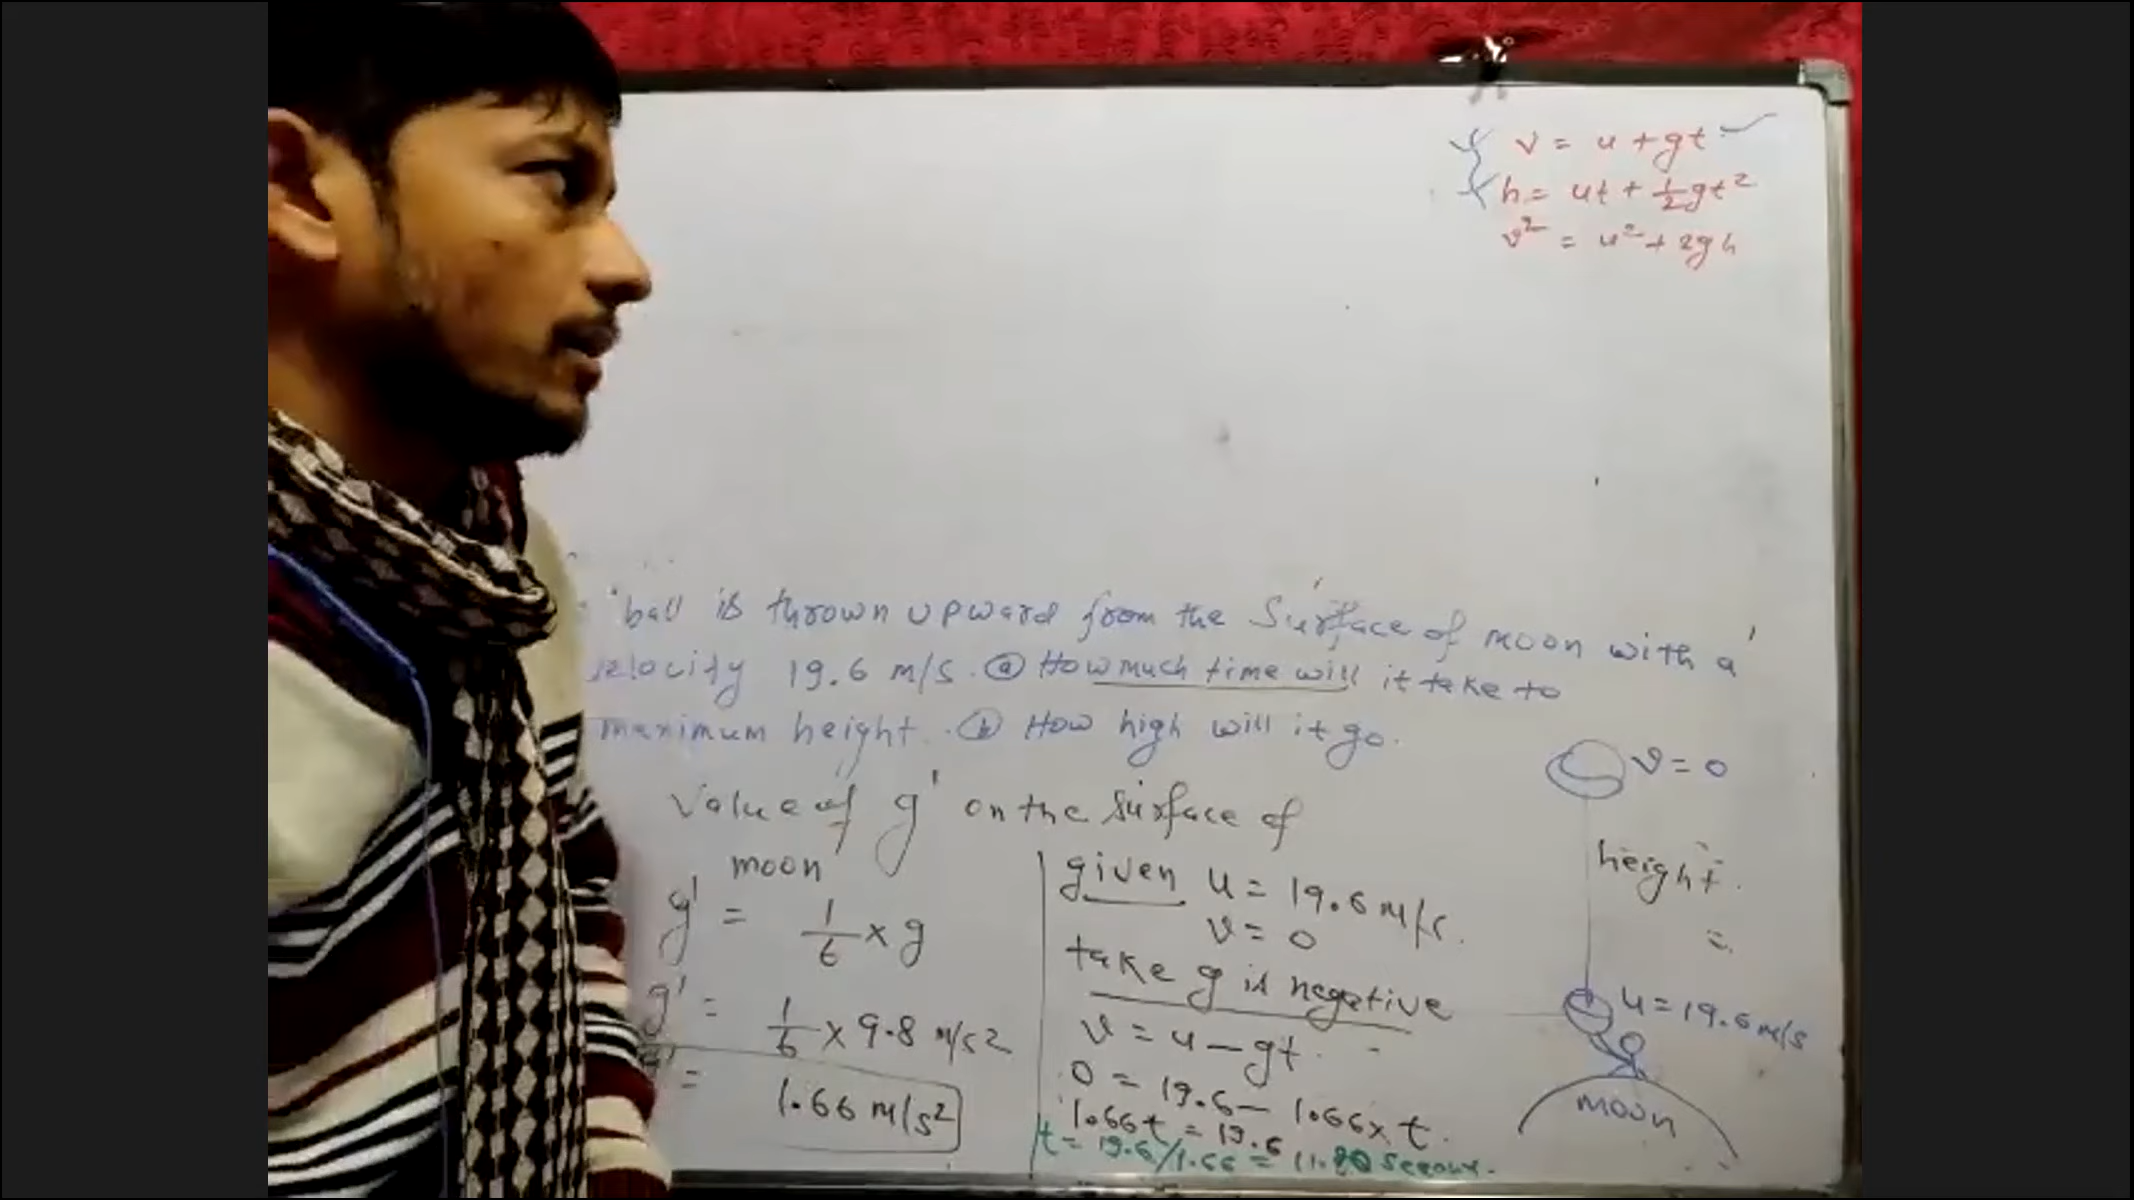 v = u + gt
h = ut + 1/2 gt²
v² = u² + 2gh
ball is thrown upward from the Surface of moon with a
velocity 19.6 m/s. ⓐ How much time will it take to
maximum height. ⓑ How high will it go.
Value of g' on the Surface of
moon
g' = 1/6 × g
g' = 1/6 × 9.8 m/s²
g' = 1.66 m/s²
given u = 19.6 m/s.
v = 0
take g is negative
v = u - gt.
0 = 19.6 - 1.66 × t.
1.66t = 19.6
t = 19.6/1.66 = 11.80 Second.
v = 0
height.
=
u = 19.6 m/s
moon